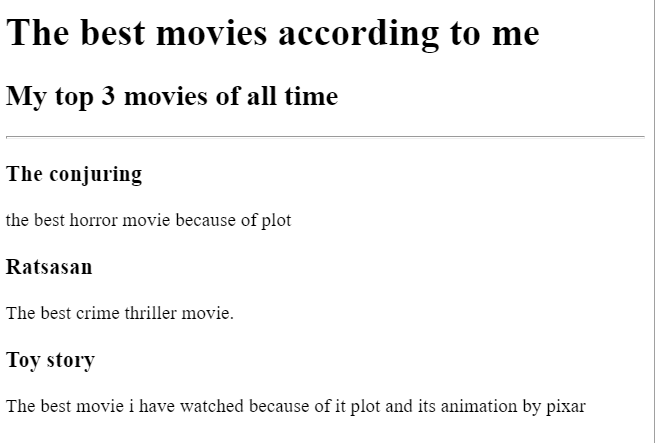 The best movies according to me
My top 3 movies of all time
The conjuring
the best horror movie because of plot
Ratsasan
The best crime thriller movie.
Toy story
The best movie i have watched because of it plot and its animation by pixar